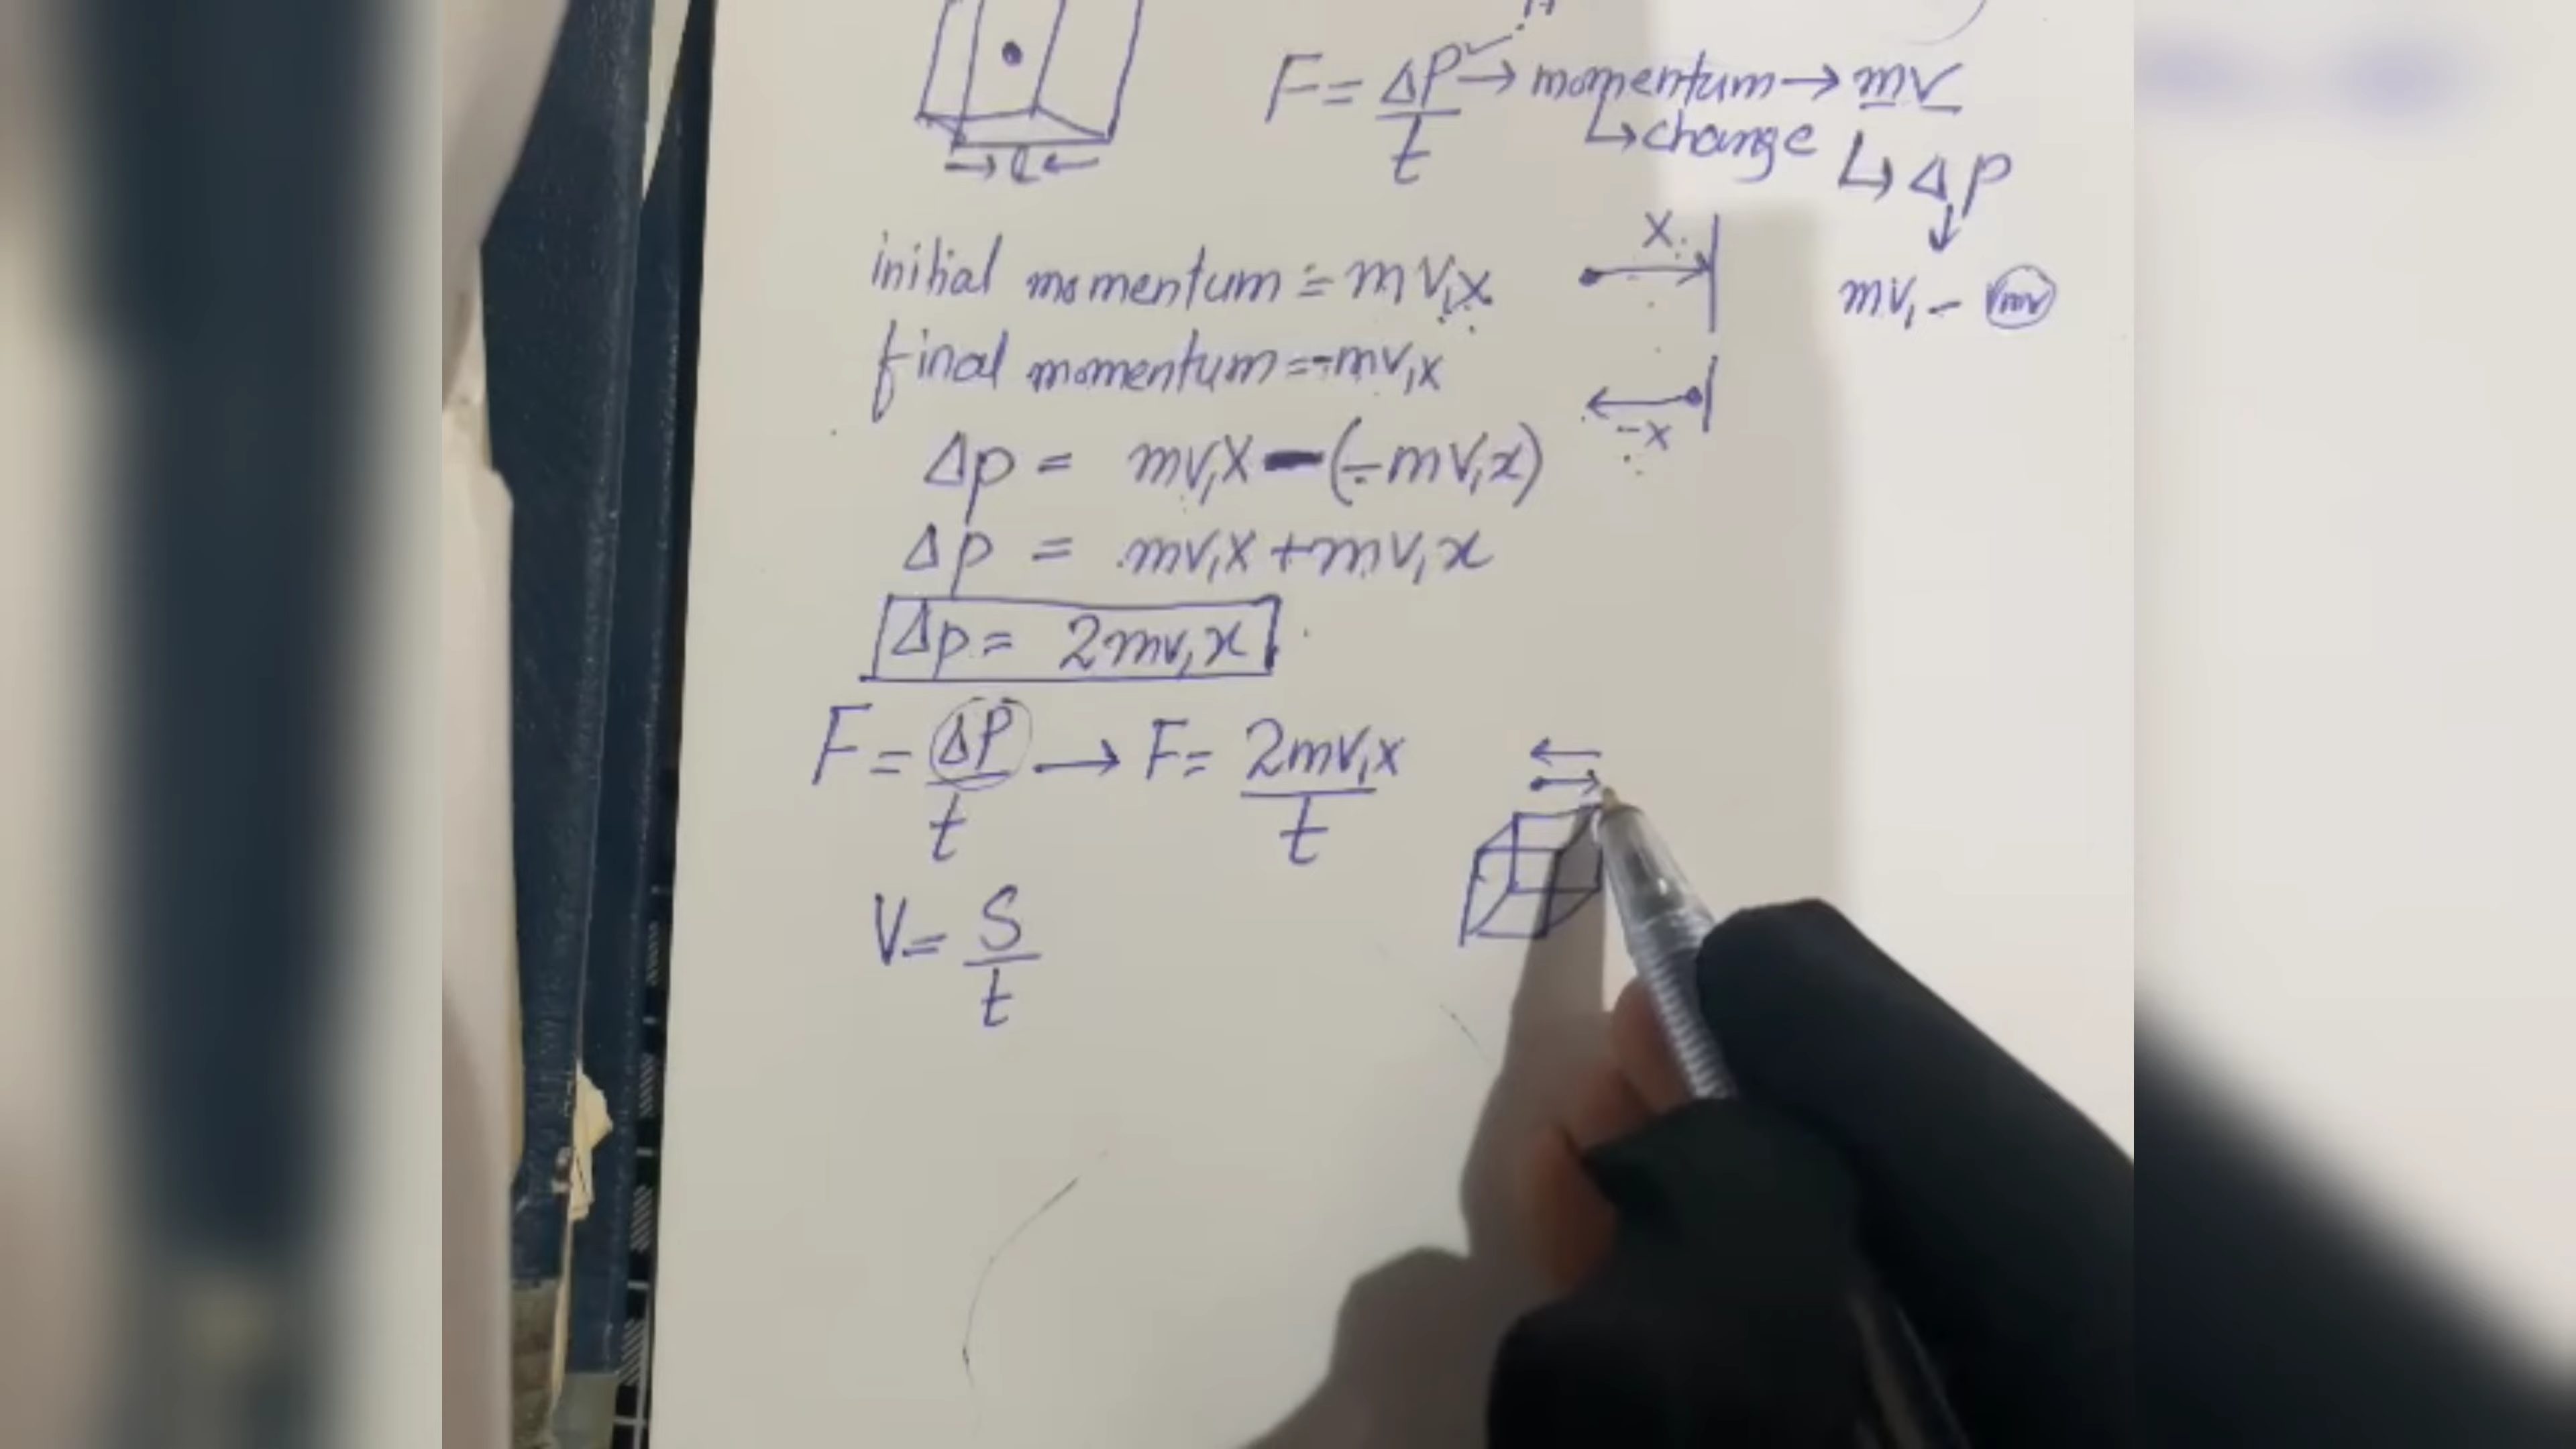 F = ΔP/t → momentum → mv
↳ change ↳ Δp
→ l ←
↓
x
initial momentum = mv₁x
mv₁ - mv
final momentum = -mv₁x
-x
Δp = mv₁x - (-mv₁x)
Δp = mv₁x + mv₁x
Δp = 2mv₁x
F = ΔP/t → F = 2mv₁x/t
V = S/t